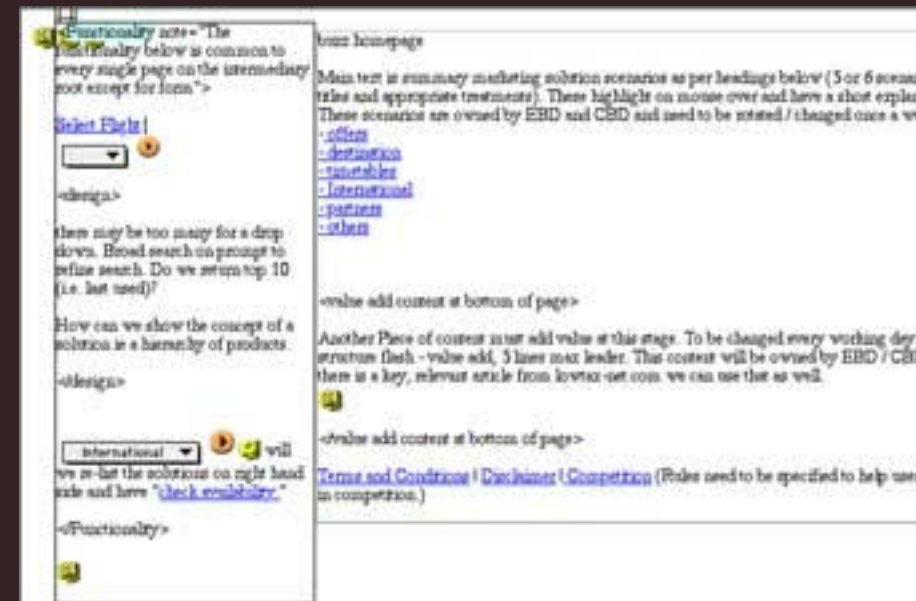 <Functionality note="The
functionality below is common to
every single page on the intermediary
root except for form">
Select Flight |
<design>
there may be too many for a drop
down. Broad search on prompt to
refine search. Do we return top 10
(i.e. last used)?
How can we show the concept of a
solution ie a hierarchy of products.
</design>
International
will
we re-list the solutions on right hand
side and have "check availability."
</Functionality>
buzz homepage
Main text is summary marketing solution scenarios as per headings below (5 or 6
titles and appropriate treatments). These highlight on mouse over and have a short
These scenarios are owned by EBD and CBD and need to be rotated / changed once a
- offers
- destination
- timetables
- International
- partners
- others
<value add content at bottom of page>
Another Piece of content must add value at this stage. To be changed every working day
structure flash - value add, 3 lines max leader. This content will be owned by EBD / CBD
there is a key, relevant article from lowtax-net.com we can use that as well.
</value add content at bottom of page>
Terms and Conditions | Disclaimer | Competition (Rules need to be specified to help
in competition.)